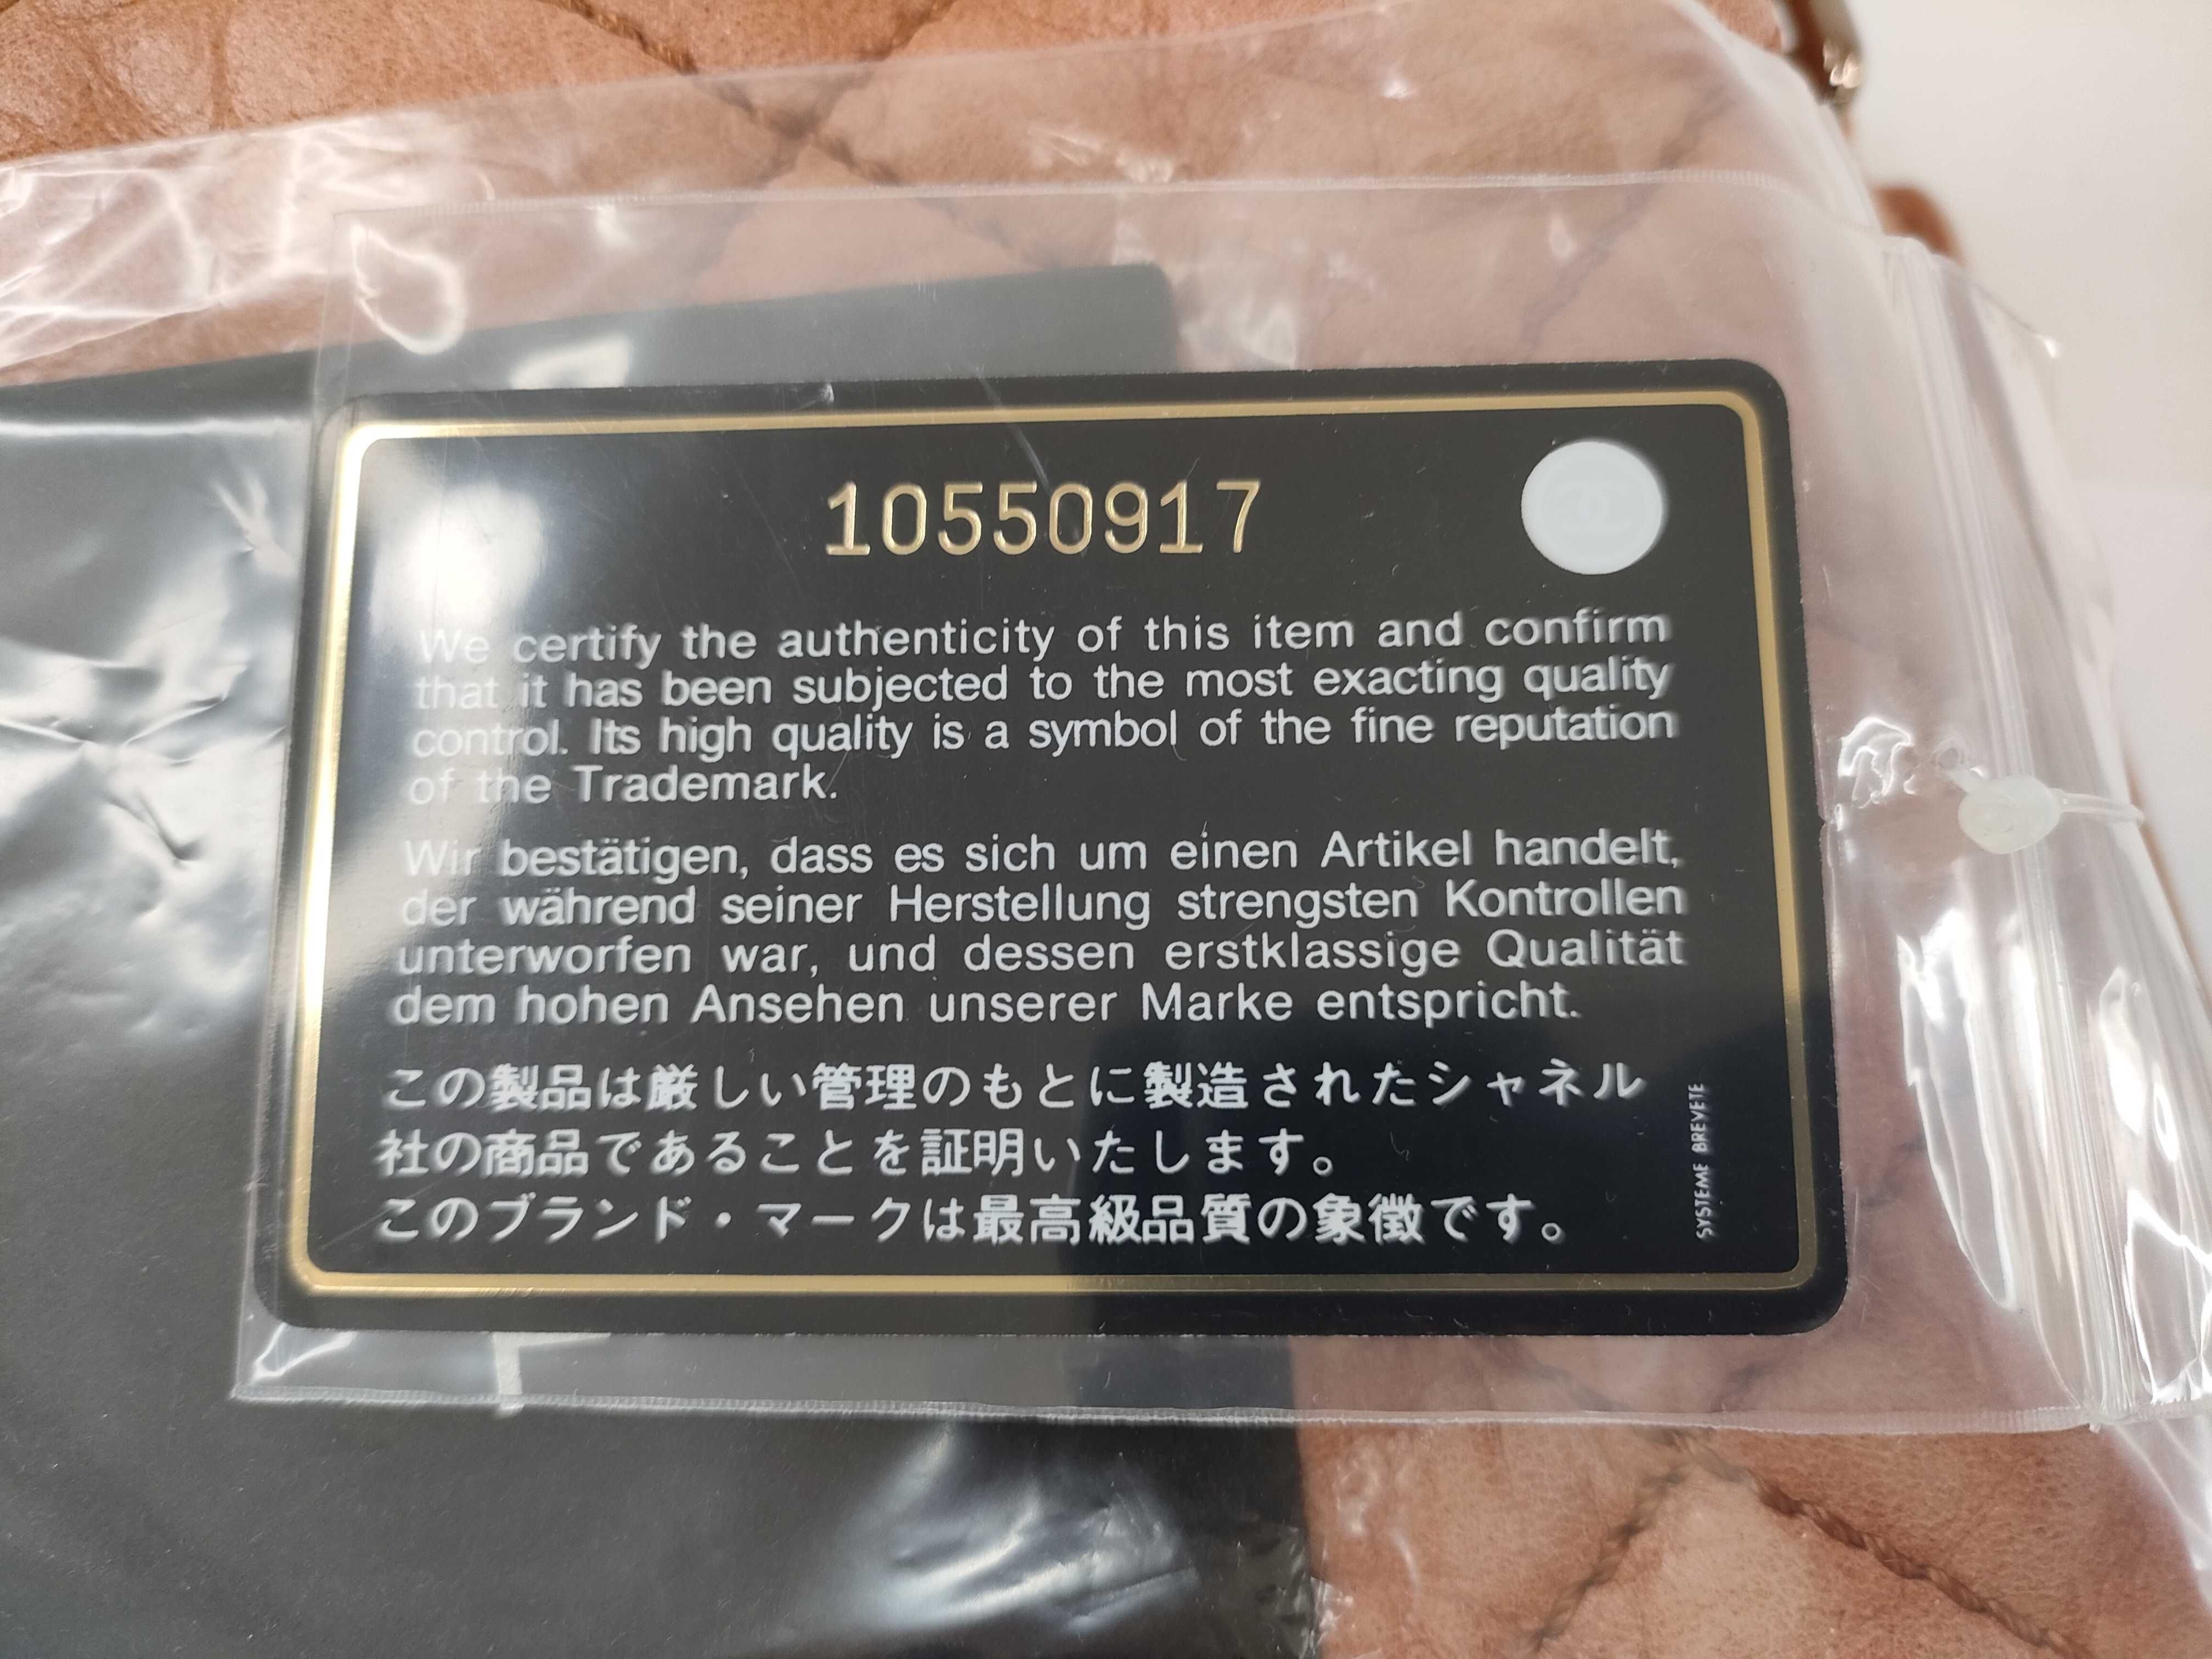 10550917
We certify the authenticity of this item and confirm
that it has been subjected to the most exacting quality
control. Its high quality is a symbol of the fine reputation
of the Trademark.
Wir bestätigen, dass es sich um einen Artikel handelt,
der während seiner Herstellung strengsten Kontrollen
unterworfen war, und dessen erstklassige Qualität
dem hohen Ansehen unserer Marke entspricht.
この製品は厳しい管理のもとに製造されたシャネル
社の商品であることを証明いたします。
このブランド・マークは最高級品質の象徴です。
SYSTEME BREVETE